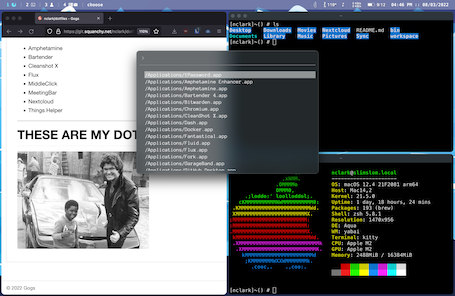 choose
119°
04:46 PM 09/03/2022
nclark/dotfiles - Gogs
git.squanchy.net/nclark/dotfiles
Amphetamine
Bartender
Cleanshot X
Flux
MiddleClick
MeetingBar
Nextcloud
Things Helper
THESE ARE MY DOT
© 2022 Gogs
/Applications/1Password.app
/Applications/Amphetamine Enhancer.app
/Applications/Amphetamine.app
/Applications/Bartender 4.app
/Applications/Bitwarden.app
/Applications/Chromium.app
/Applications/CleanShot X.app
/Applications/Dash.app
/Applications/Docker.app
/Applications/Fantastical.app
/Applications/Fluid.app
/Applications/Flux.app
/Applications/Fork.app
/Applications/GarageBand.app
/Applications/GitHub Desktop.app
[nclark]~() # ls
Desktop Downloads Movies Nextcloud README.md bin
Documents Library Music Pictures Sync workspace
[nclark]~() #
nclark@slimston.local
OS: macOS 12.4 21F2081 arm64
Host: Mac14,2
Kernel: 21.5.0
Uptime: 1 day, 18 hours, 24 mins
Packages: 193 (brew)
Shell: zsh 5.8.1
Resolution: 1470x956
DE: Aqua
WM: yabai
Terminal: kitty
CPU: Apple M2
GPU: Apple M2
Memory: 2488MiB / 16384MiB
[nclark]~() #